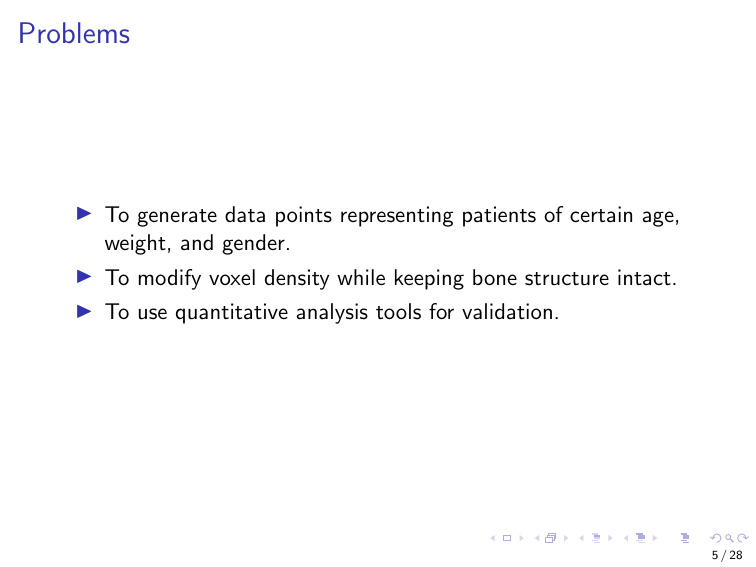 Problems
To generate data points representing patients of certain age,
weight, and gender.
To modify voxel density while keeping bone structure intact.
To use quantitative analysis tools for validation.
5 / 28